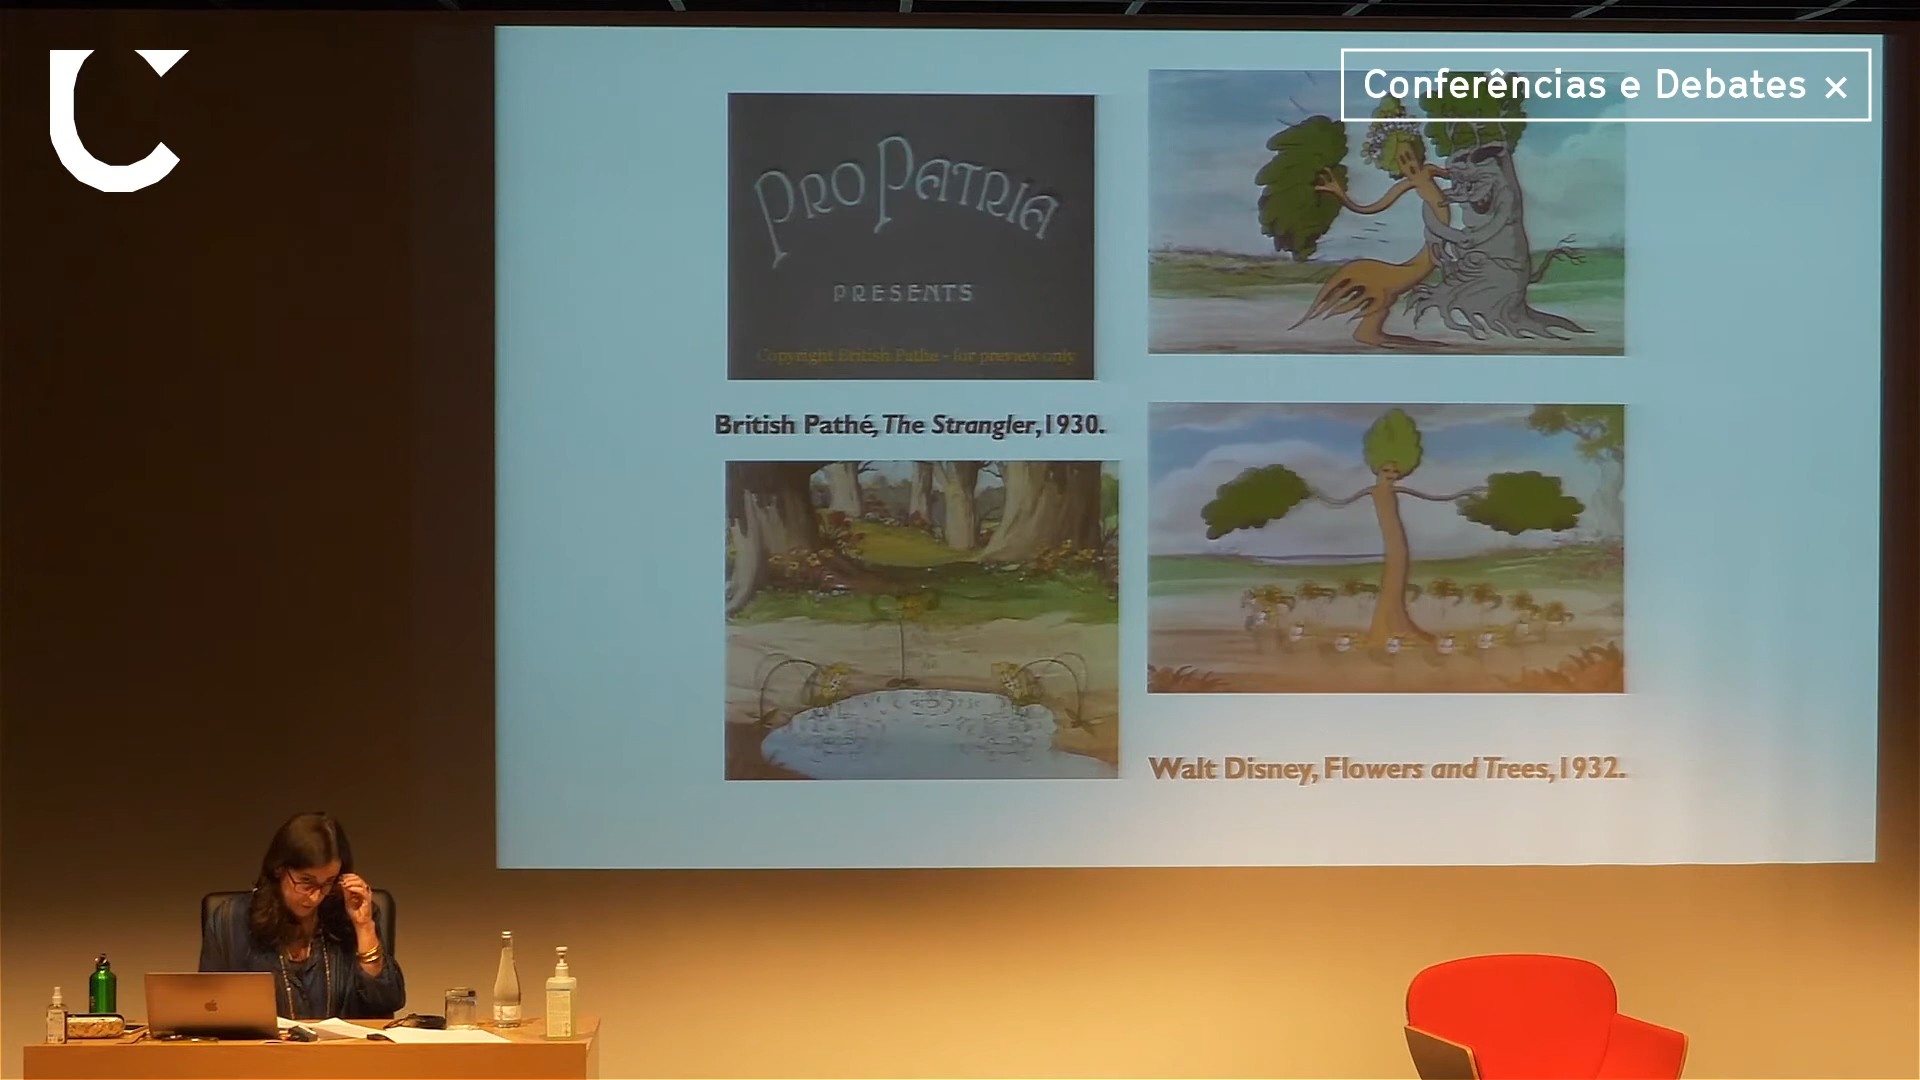 Conferências e Debates ×
PRO PATRIA
PRESENTS
Copyright British Pathe - for preview only
British Pathé, The Strangler, 1930.
Walt Disney, Flowers and Trees, 1932.